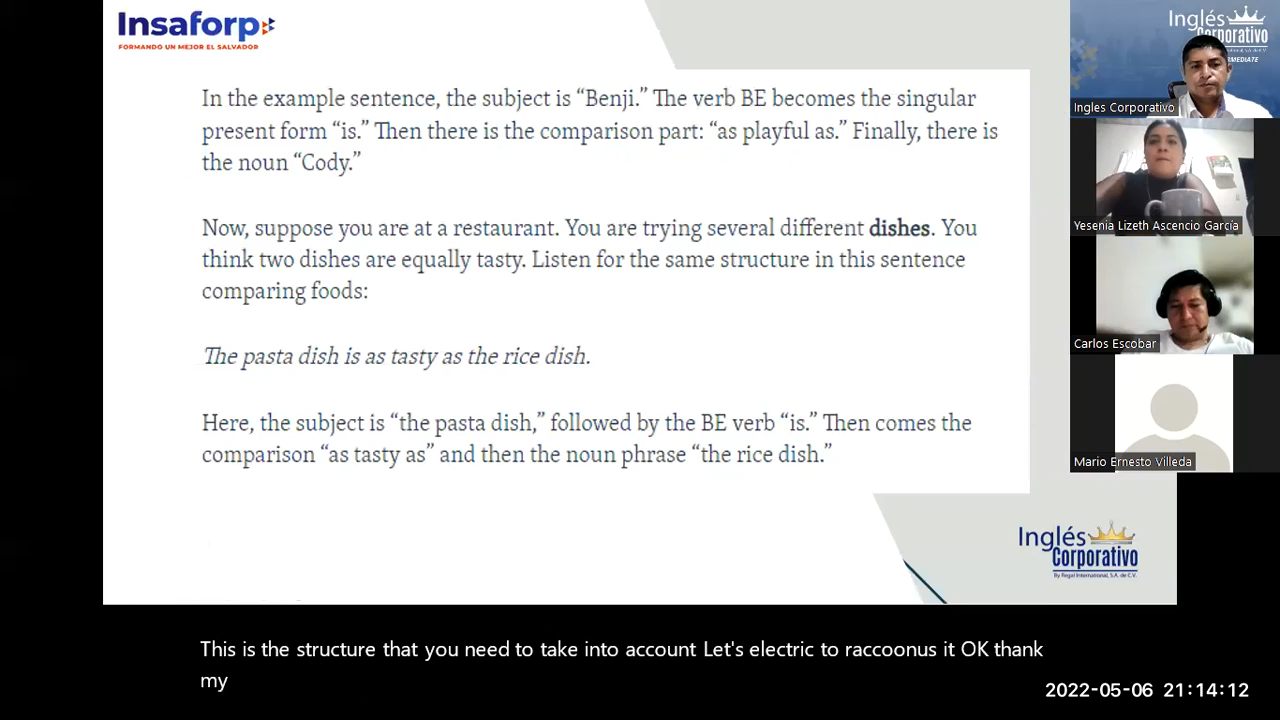 Insaforp
FORMANDO UN MEJOR EL SALVADOR
In the example sentence, the subject is “Benji.” The verb BE becomes the singular
present form “is.” Then there is the comparison part: “as playful as.” Finally, there is
the noun “Cody.”
Now, suppose you are at a restaurant. You are trying several different dishes. You
think two dishes are equally tasty. Listen for the same structure in this sentence
comparing foods:
The pasta dish is as tasty as the rice dish.
Here, the subject is “the pasta dish,” followed by the BE verb “is.” Then comes the
comparison “as tasty as” and then the noun phrase “the rice dish.”
Inglés
Corporativo
By Regal International, S.A. de C.V.
Inglés
Corporativo
Ingles Corporativo
Yesenia Lizeth Ascencio García
Carlos Escobar
Mario Ernesto Villeda
This is the structure that you need to take into account Let's electric to raccoonus it OK thank
my
2022-05-06 21:14:12